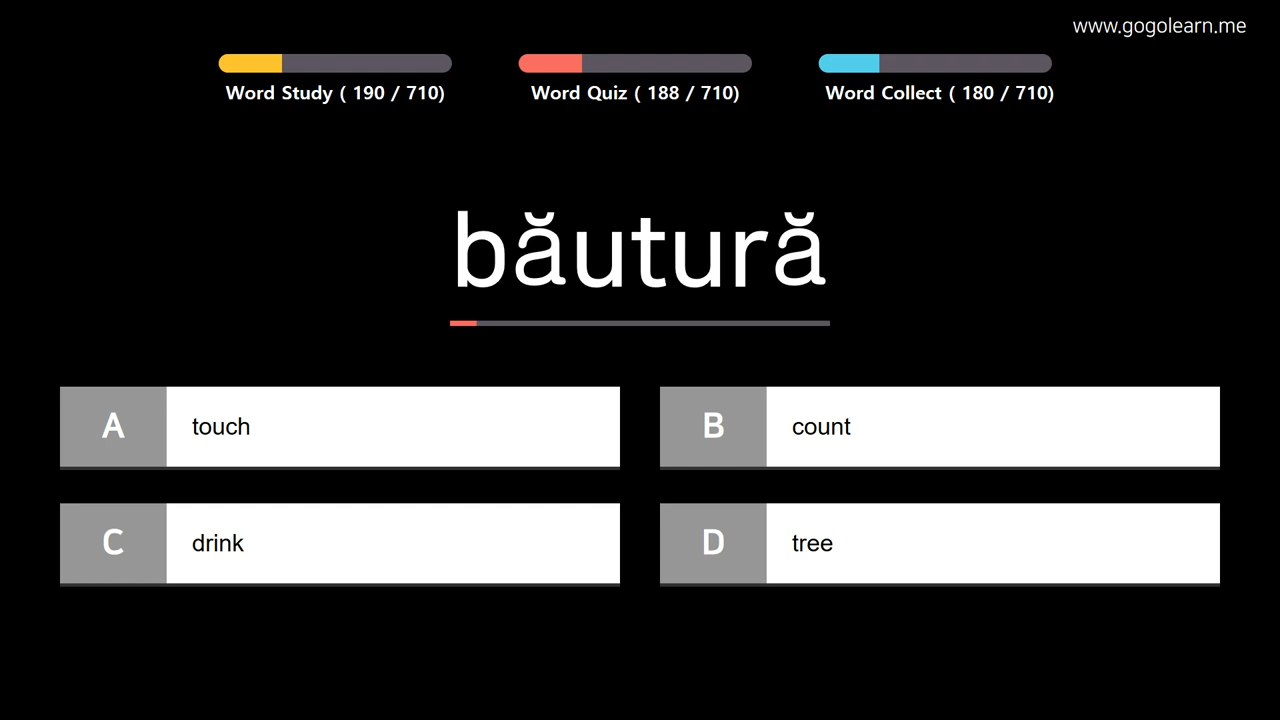 www.gogolearn.me
Word Study ( 190 / 710)
Word Quiz ( 188 / 710)
Word Collect ( 180 / 710)
băutură
A touch
B count
C drink
D tree